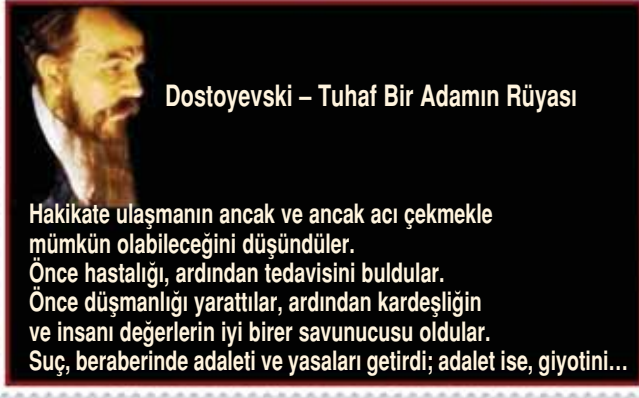 Dostoyevski – Tuhaf Bir Adamın Rüyası
Hakikate ulaşmanın ancak ve ancak acı çekmekle
mümkün olabileceğini düşündüler.
Önce hastalığı, ardından tedavisini buldular.
Önce düşmanlığı yarattılar, ardından kardeşliğin
ve insanı değerlerin iyi birer savunucusu oldular.
Suç, beraberinde adaleti ve yasaları getirdi; adalet ise, giyotini...